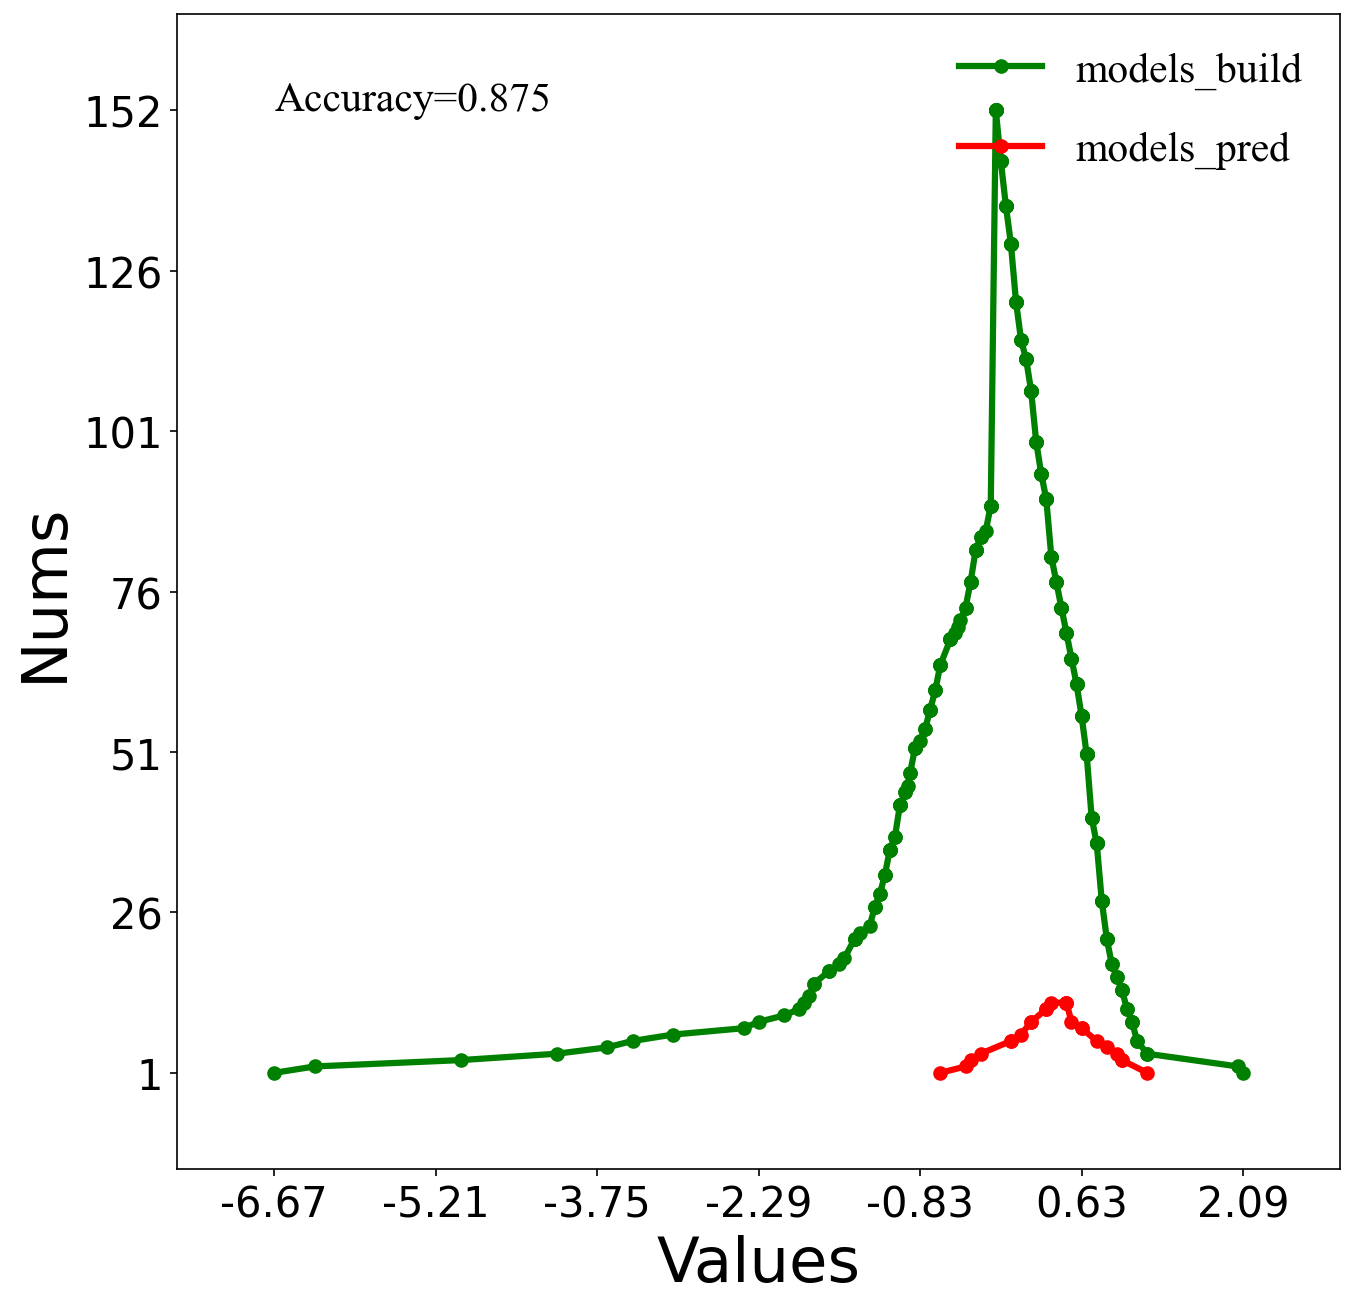 Accuracy=0.875
models_build
models_pred
152
126
101
76
51
26
1
Nums
-6.67 -5.21 -3.75 -2.29 -0.83 0.63 2.09
Values